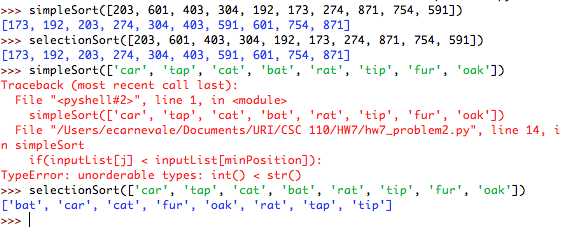 >>> simpleSort([203, 601, 403, 304, 192, 173, 274, 871, 754, 591])
[173, 192, 203, 274, 304, 403, 591, 601, 754, 871]
>>> selectionSort([203, 601, 403, 304, 192, 173, 274, 871, 754, 591])
[173, 192, 203, 274, 304, 403, 591, 601, 754, 871]
>>> simpleSort(['car', 'tap', 'cat', 'bat', 'rat', 'tip', 'fur', 'oak'])
Traceback (most recent call last):
  File "<pyshell#2>", line 1, in <module>
    simpleSort(['car', 'tap', 'cat', 'bat', 'rat', 'tip', 'fur', 'oak'])
  File "/Users/ecarnevale/Documents/URI/CSC 110/HW7/hw7_problem2.py", line 14, i
n simpleSort
    if(inputList[j] < inputList[minPosition]):
TypeError: unorderable types: int() < str()
>>> selectionSort(['car', 'tap', 'cat', 'bat', 'rat', 'tip', 'fur', 'oak'])
['bat', 'car', 'cat', 'fur', 'oak', 'rat', 'tap', 'tip']
>>>